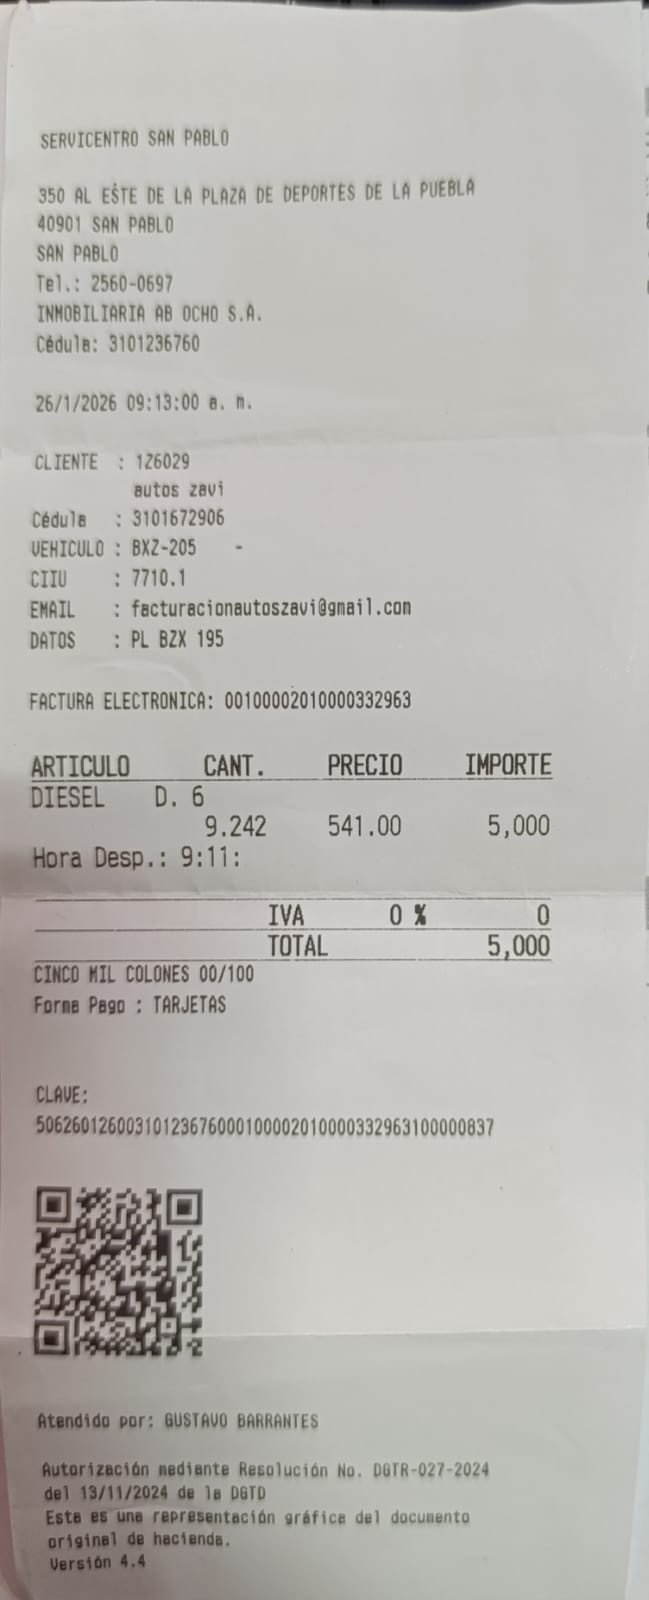 SERVICENTRO SAN PABLO
350 AL ESTE DE LA PLAZA DE DEPORTES DE LA PUEBLA
40901 SAN PABLO
SAN PABLO
Tel.: 2560-0697
INMOBILIARIA AB OCHO S.A.
Cédula: 3101236760
26/1/2026 09:13:00 a. m.
CLIENTE : 126029
autos zavi
Cédula : 3101672906
VEHICULO : BXZ-205 -
CIIU : 7710.1
EMAIL : facturacionautoszavi@gmail.com
DATOS : PL BZX 195
FACTURA ELECTRONICA: 00100002010000332963
ARTICULO CANT. PRECIO IMPORTE
DIESEL D. 6
9.242 541.00 5,000
Hora Desp.: 9:11:
IVA 0 % 0
TOTAL 5,000
CINCO MIL COLONES 00/100
Forma Pago : TARJETAS
CLAVE:
50626012600310123676000100002010000332963100000837
Atendido por: GUSTAVO BARRANTES
Autorización mediante Resolución No. DGTR-027-2024
del 13/11/2024 de la DGTD
Esta es una representación gráfica del documento
original de hacienda.
Versión 4.4